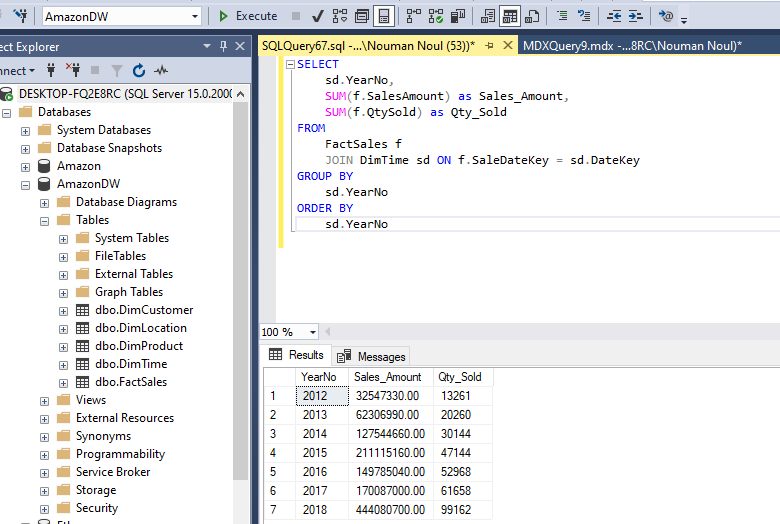 AmazonDW
Execute
ect Explorer
SQLQuery67.sql -...\Nouman Noul (53))*
MDXQuery9.mdx -...8RC\Nouman Noul)*
nnect
DESKTOP-FQ2E8RC (SQL Server 15.0.2000
Databases
System Databases
Database Snapshots
Amazon
AmazonDW
Database Diagrams
Tables
System Tables
FileTables
External Tables
Graph Tables
dbo.DimCustomer
dbo.DimLocation
dbo.DimProduct
dbo.DimTime
dbo.FactSales
Views
External Resources
Synonyms
Programmability
Service Broker
Storage
Security
SELECT
sd.YearNo,
SUM(f.SalesAmount) as Sales_Amount,
SUM(f.QtySold) as Qty_Sold
FROM
FactSales f
JOIN DimTime sd ON f.SaleDateKey = sd.DateKey
GROUP BY
sd.YearNo
ORDER BY
sd.YearNo
100 %
Results Messages
YearNo Sales_Amount Qty_Sold
1 2012 32547330.00 13261
2 2013 62306990.00 20260
3 2014 127544660.00 30144
4 2015 211115160.00 47144
5 2016 149785040.00 52968
6 2017 170087000.00 61658
7 2018 444080700.00 99162